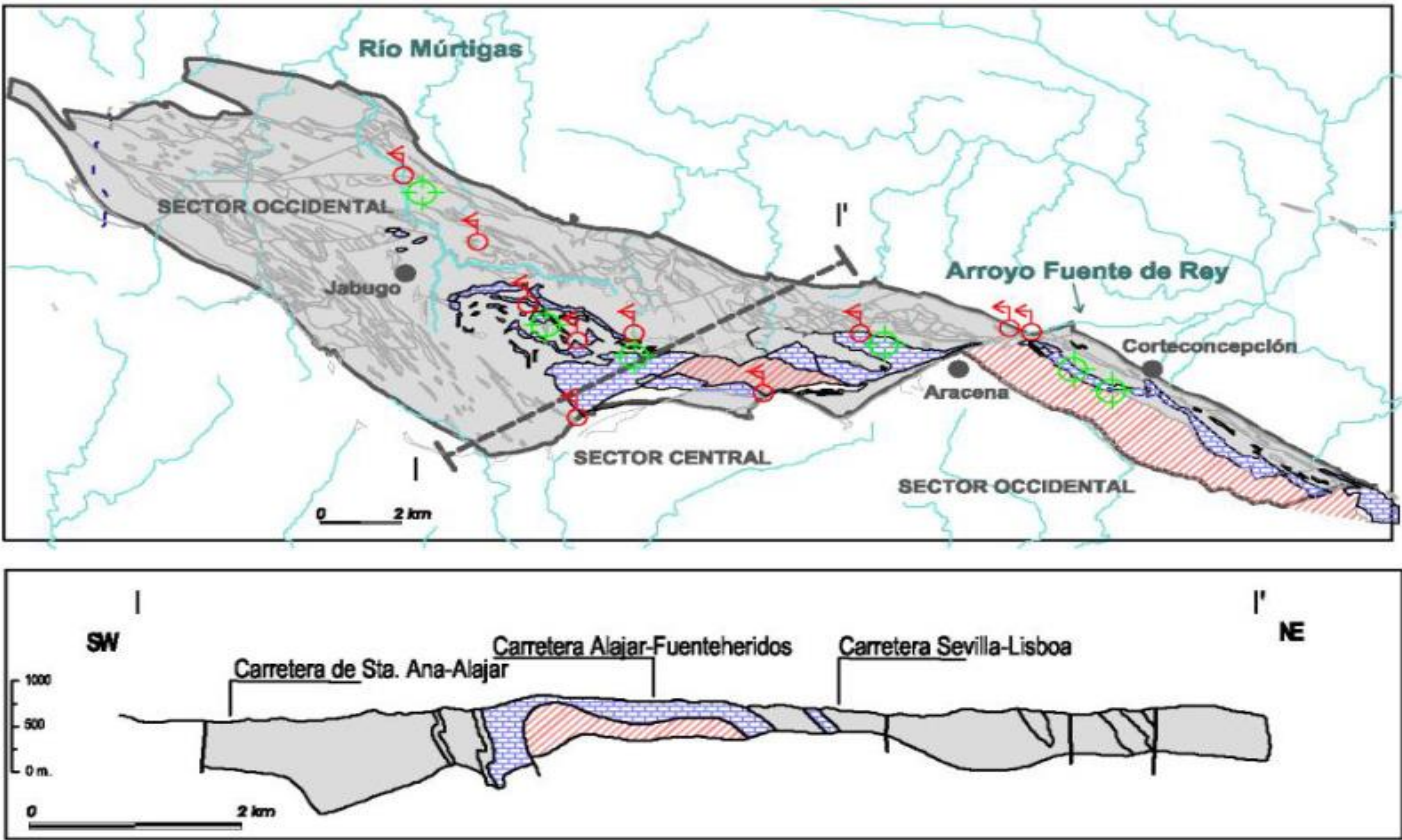 Río Múrtigas
SECTOR OCCIDENTAL
I'
Arroyo Fuente de Rey
Jabugo
Corteconcepción
Aracena
SECTOR CENTRAL
I
SECTOR OCCIDENTAL
0 2 km
I
I'
SW
NE
Carretera Alajar-Fuenteheridos
Carretera Sevilla-Lisboa
Carretera de Sta. Ana-Alajar
1000
500
0 m.
0 2 km